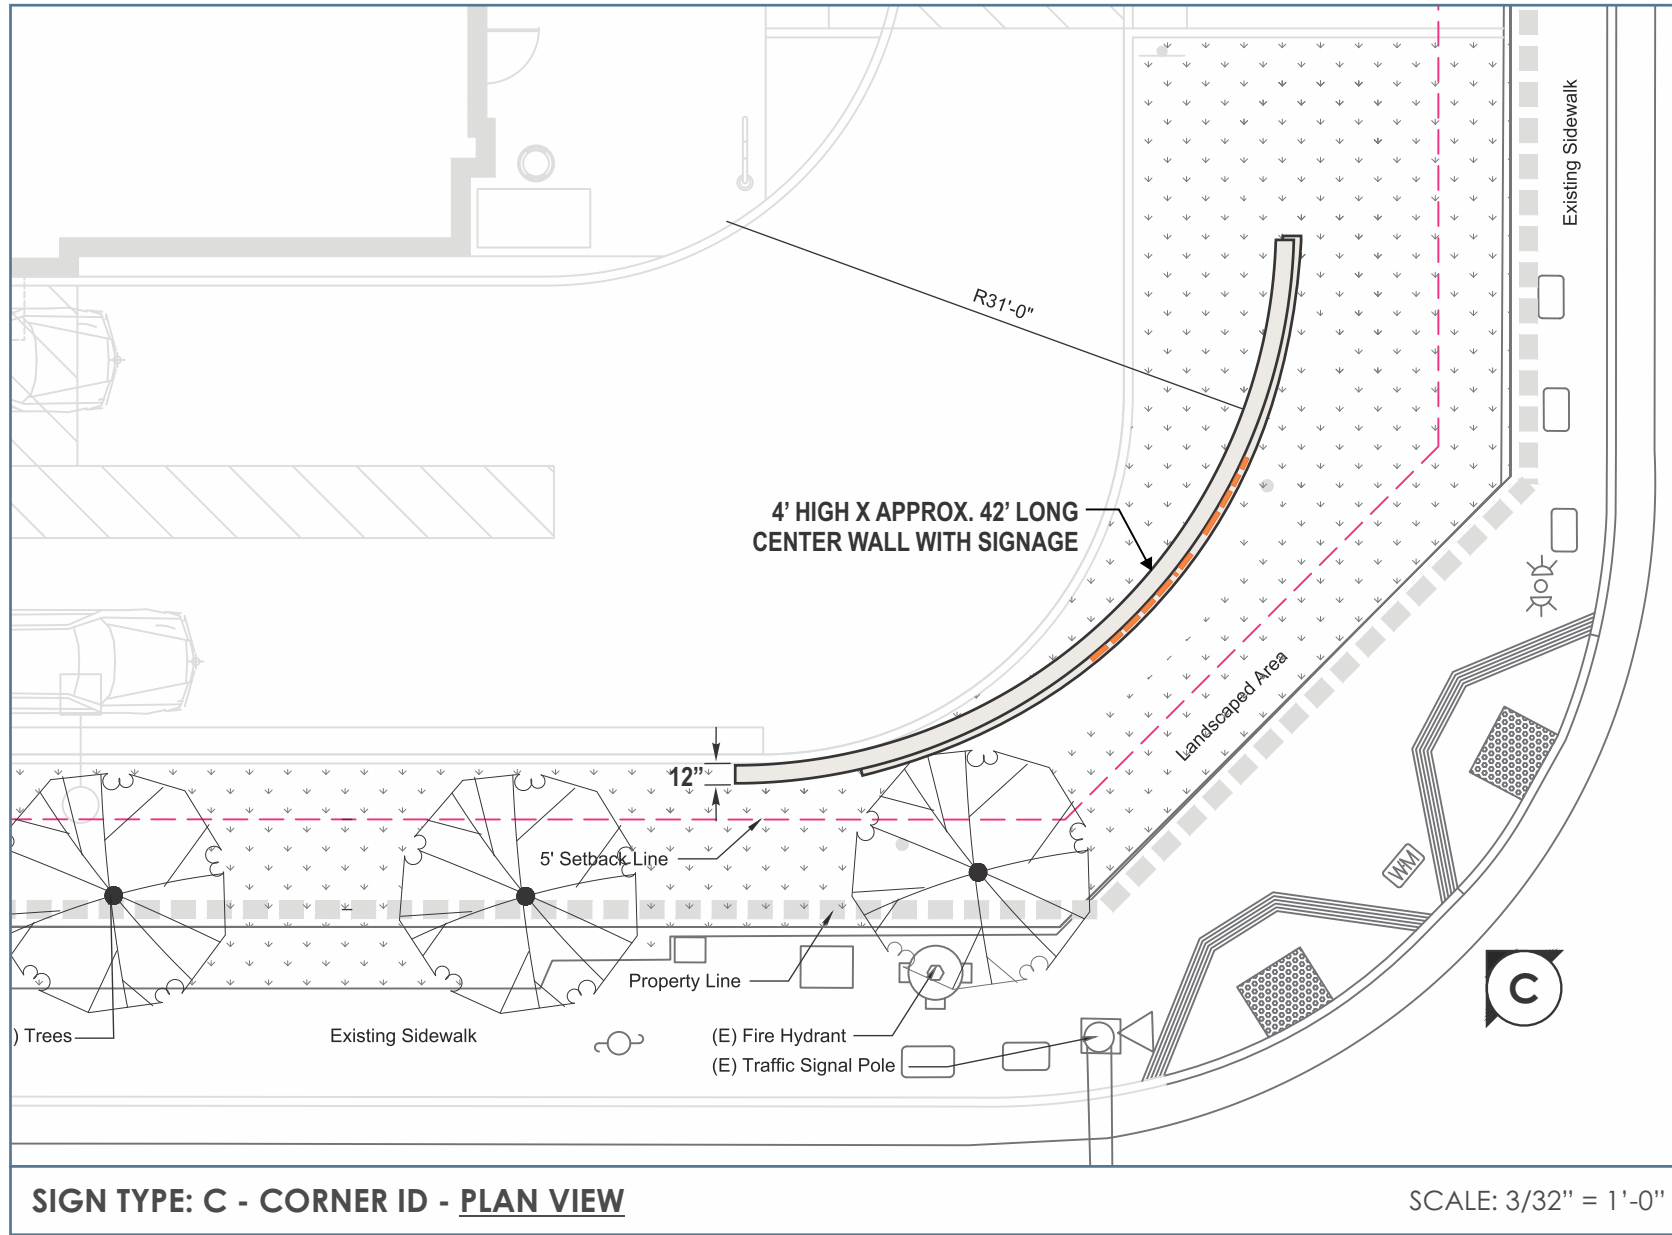 Existing Sidewalk
R31'-0"
4’ HIGH X APPROX. 42’ LONG
CENTER WALL WITH SIGNAGE
Landscaped Area
12”
5' Setback Line
WM
Property Line
C
) Trees
Existing Sidewalk
(E) Fire Hydrant
(E) Traffic Signal Pole
SIGN TYPE: C - CORNER ID - PLAN VIEW
SCALE: 3/32” = 1’-0”